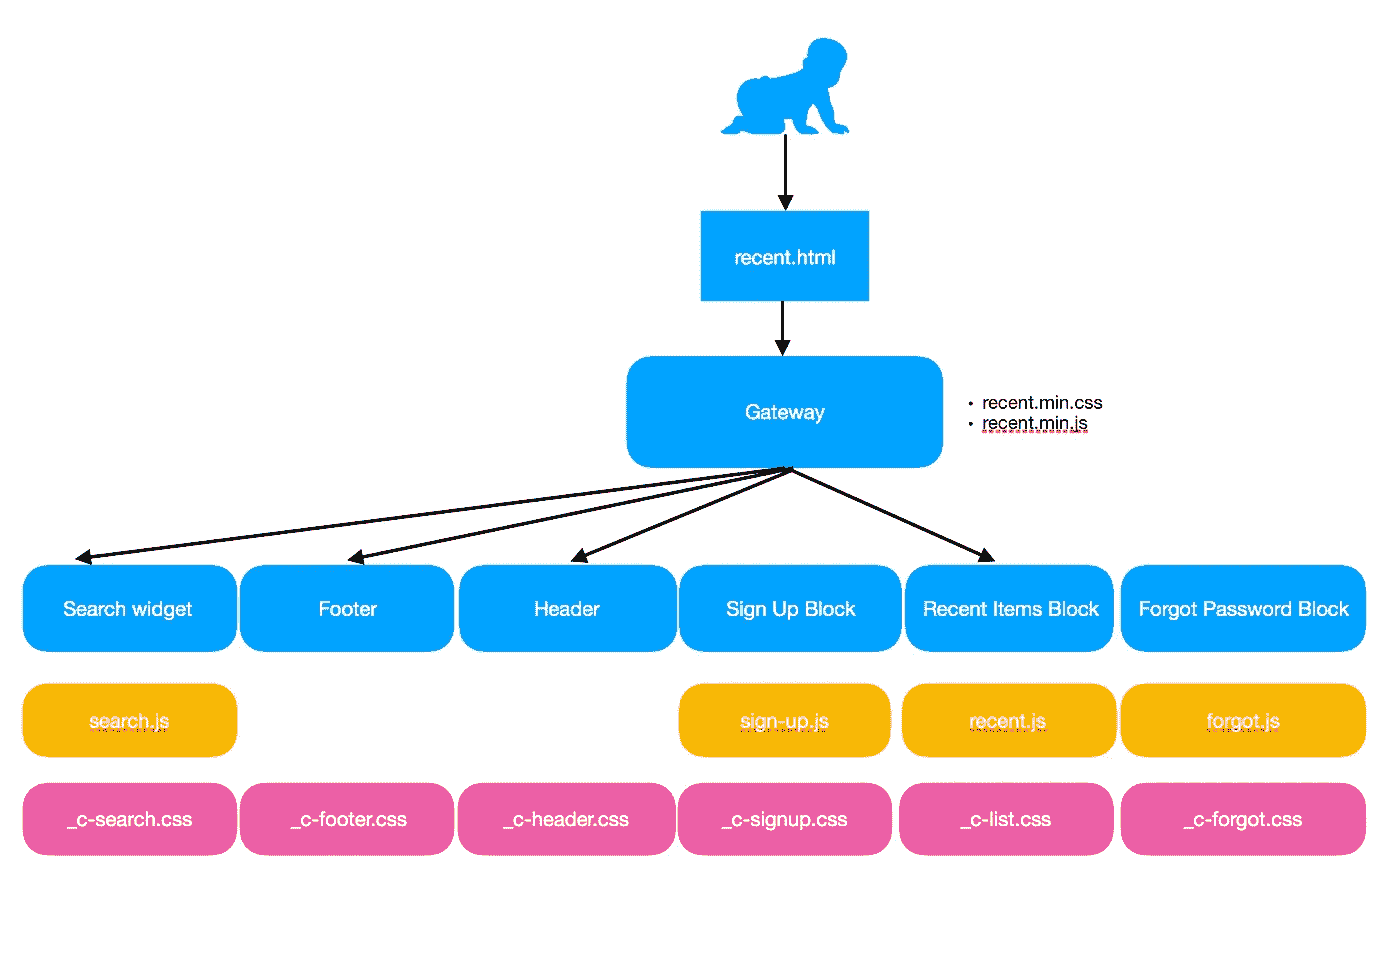 recent.html
Gateway
• recent.min.css
• recent.min.js
Search widget
Footer
Header
Sign Up Block
Recent Items Block
Forgot Password Block
search.js
sign-up.js
recent.js
forgot.js
_c-search.css
_c-footer.css
_c-header.css
_c-signup.css
_c-list.css
_c-forgot.css